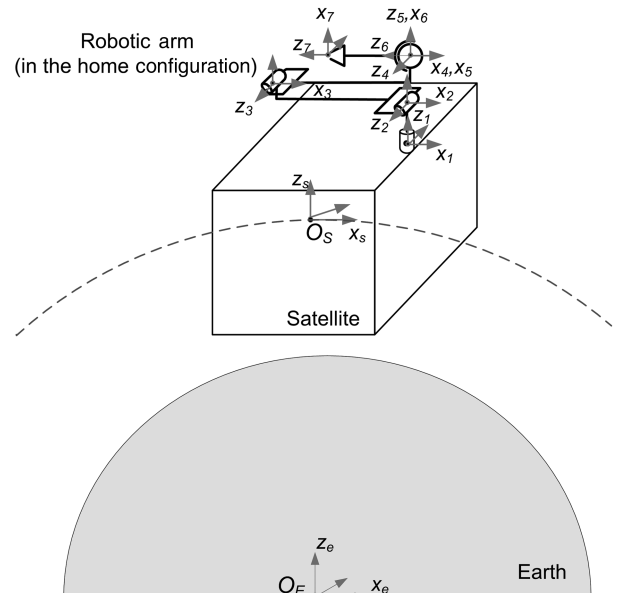 x7
z5,x6
Robotic arm
(in the home configuration)
z7
z6
x4,x5
z4
x3
x2
z3
z2
z1
x1
zs
OS
xs
Satellite
ze
Earth
OE
xe